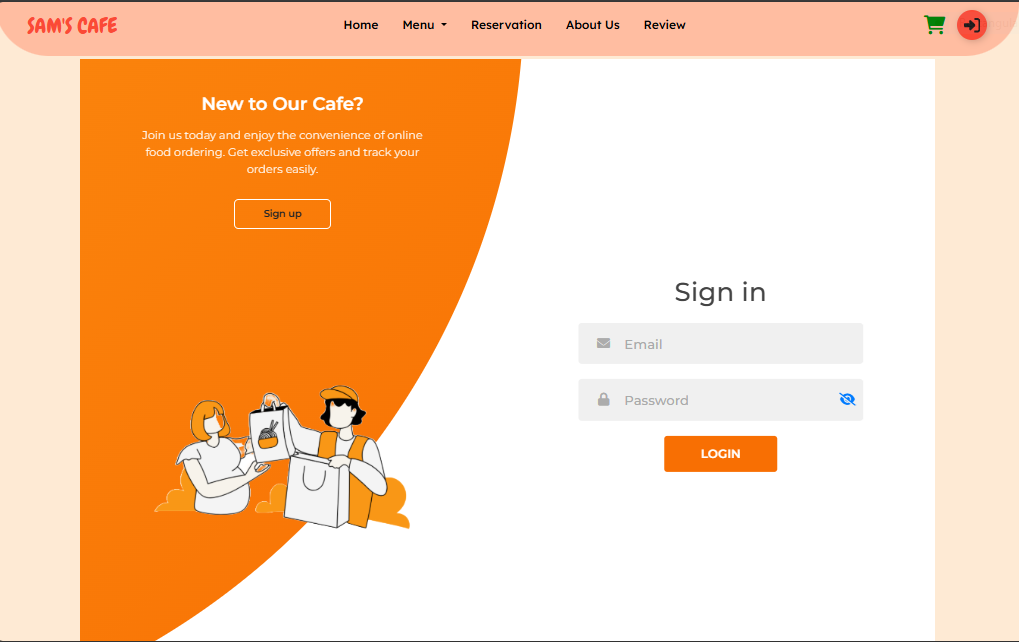 SAM'S CAFE
Home Menu Reservation About Us Review
New to Our Cafe?
Join us today and enjoy the convenience of online
food ordering. Get exclusive offers and track your
orders easily.
Sign up
Sign in
Email
Password
LOGIN